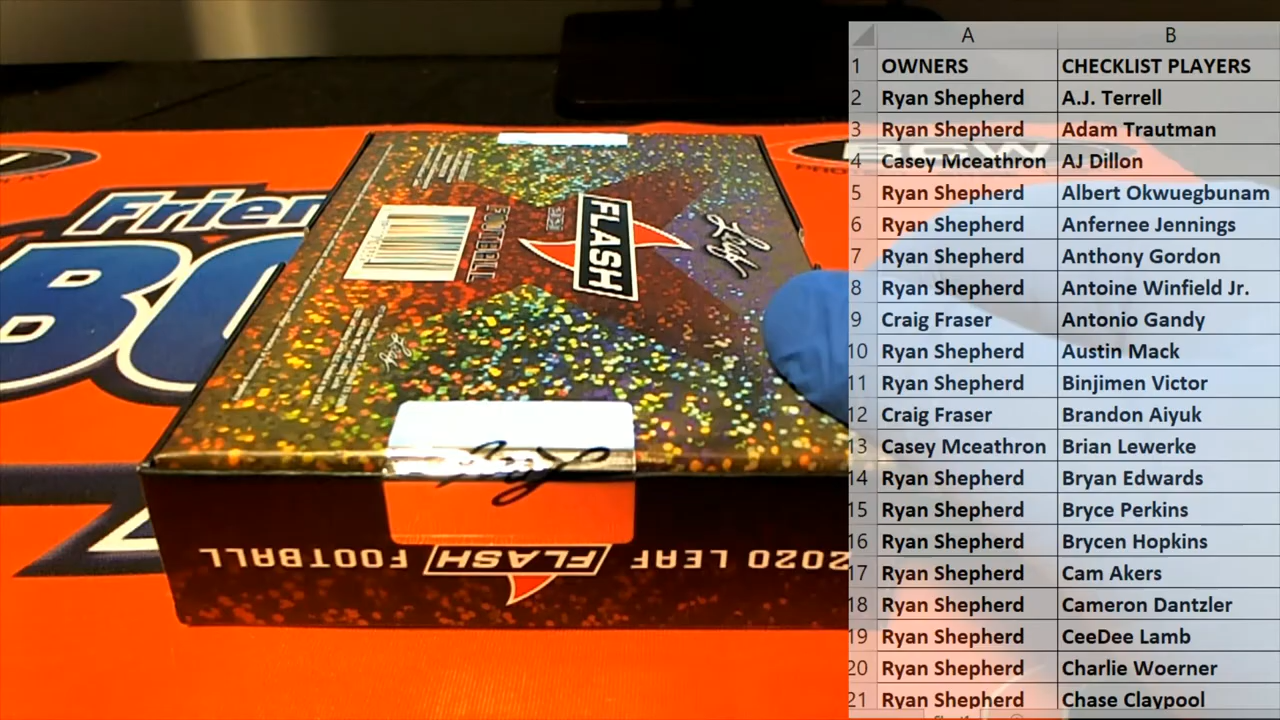 A B
1 OWNERS CHECKLIST PLAYERS
2 Ryan Shepherd A.J. Terrell
3 Ryan Shepherd Adam Trautman
4 Casey Mceathron AJ Dillon
5 Ryan Shepherd Albert Okwuegbunam
6 Ryan Shepherd Anfernee Jennings
7 Ryan Shepherd Anthony Gordon
8 Ryan Shepherd Antoine Winfield Jr.
9 Craig Fraser Antonio Gandy
10 Ryan Shepherd Austin Mack
11 Ryan Shepherd Binjimen Victor
12 Craig Fraser Brandon Aiyuk
13 Casey Mceathron Brian Lewerke
14 Ryan Shepherd Bryan Edwards
15 Ryan Shepherd Bryce Perkins
16 Ryan Shepherd Brycen Hopkins
17 Ryan Shepherd Cam Akers
18 Ryan Shepherd Cameron Dantzler
19 Ryan Shepherd CeeDee Lamb
20 Ryan Shepherd Charlie Woerner
21 Ryan Shepherd Chase Claypool
BCW
Leaf
FLASH
FOOTBALL
Leaf
Leaf
2020 LEAF FLASH FOOTBALL